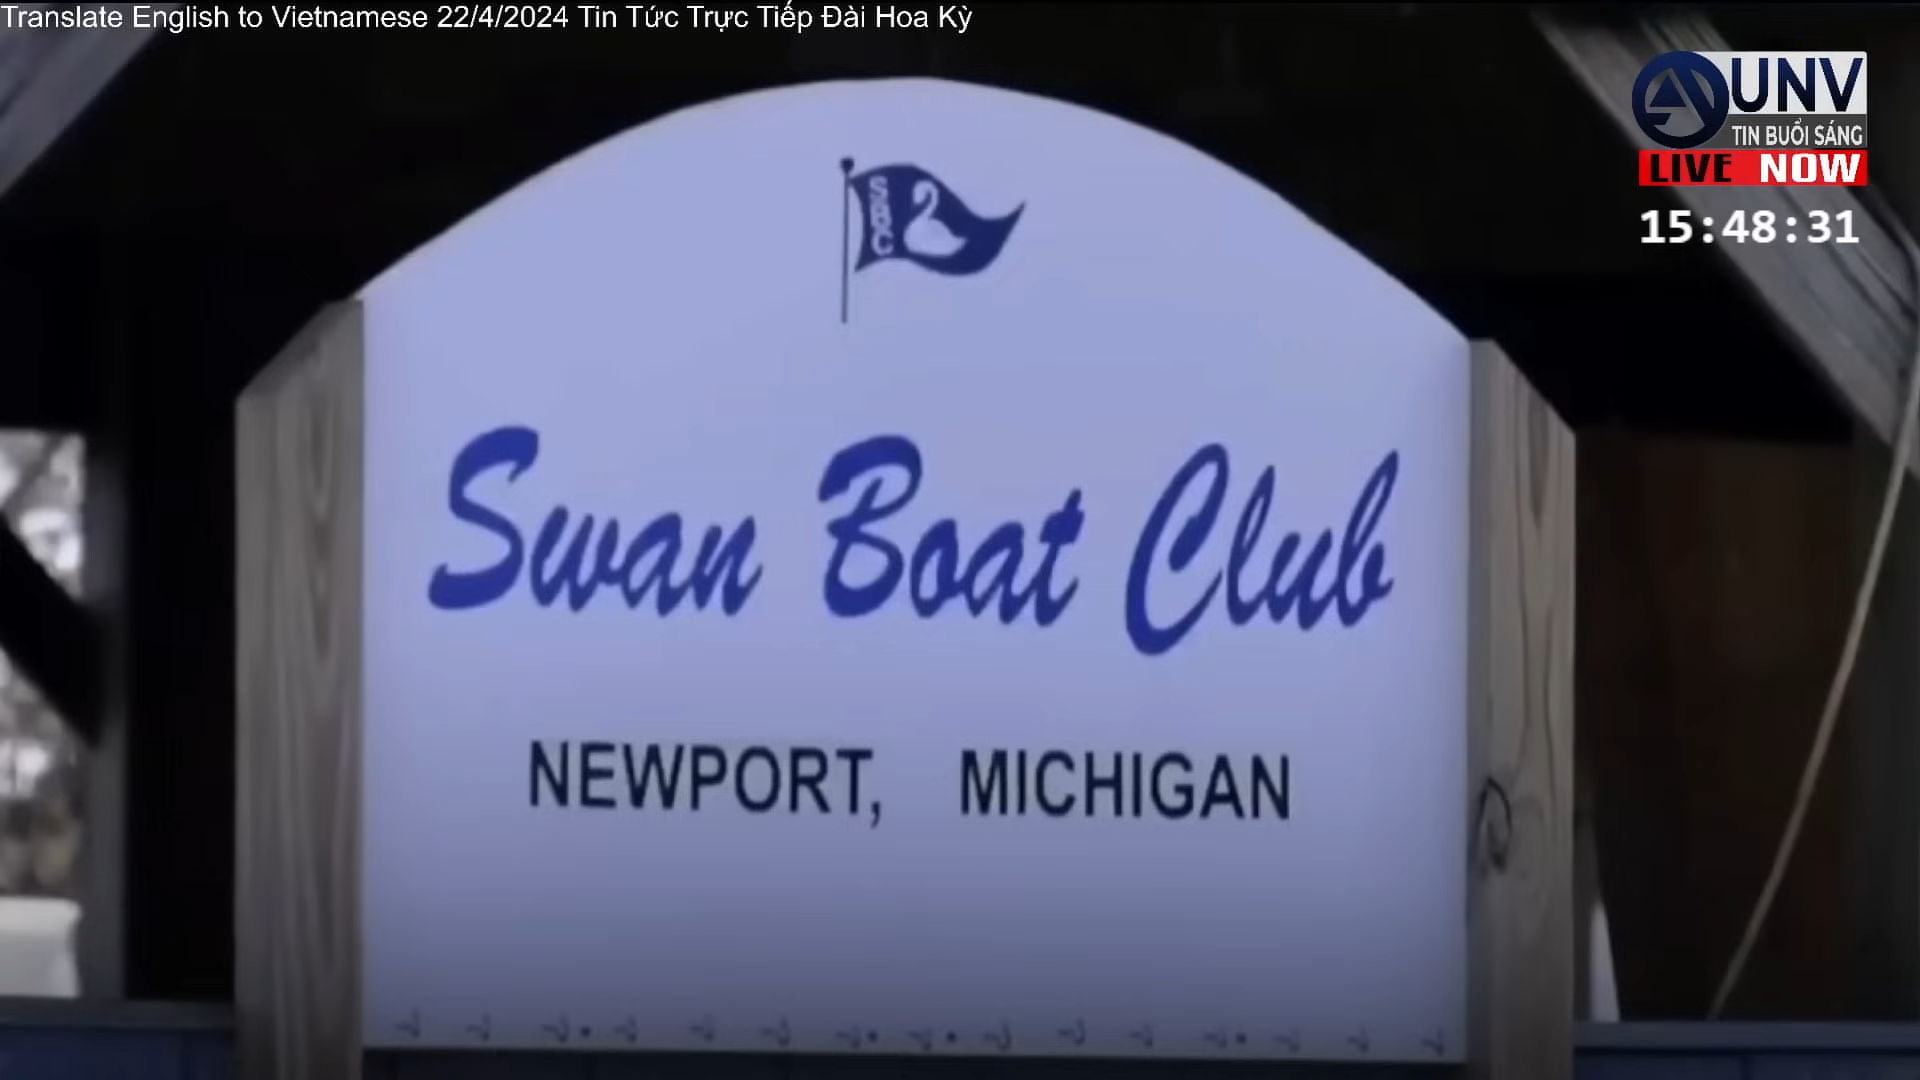 Translate English to Vietnamese 22/4/2024 Tin Tức Trực Tiếp Đài Hoa Kỳ
UNV
TIN BUỔI SÁNG
LIVE NOW
15:48:31
SBC
Swan Boat Club
NEWPORT, MICHIGAN